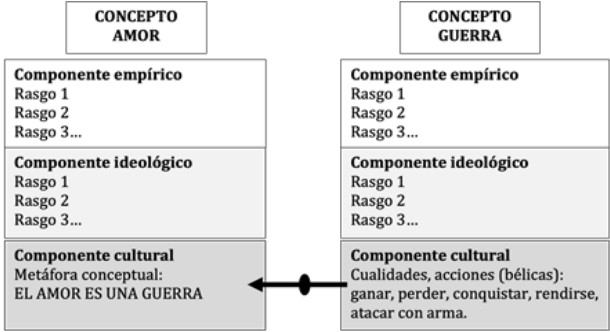 CONCEPTO
AMOR
Componente empírico
Rasgo 1
Rasgo 2
Rasgo 3...
Componente ideológico
Rasgo 1
Rasgo 2
Rasgo 3...
Componente cultural
Metáfora conceptual:
EL AMOR ES UNA GUERRA
CONCEPTO
GUERRA
Componente empírico
Rasgo 1
Rasgo 2
Rasgo 3...
Componente ideológico
Rasgo 1
Rasgo 2
Rasgo 3...
Componente cultural
Cualidades, acciones (bélicas):
ganar, perder, conquistar, rendirse,
atacar con arma.